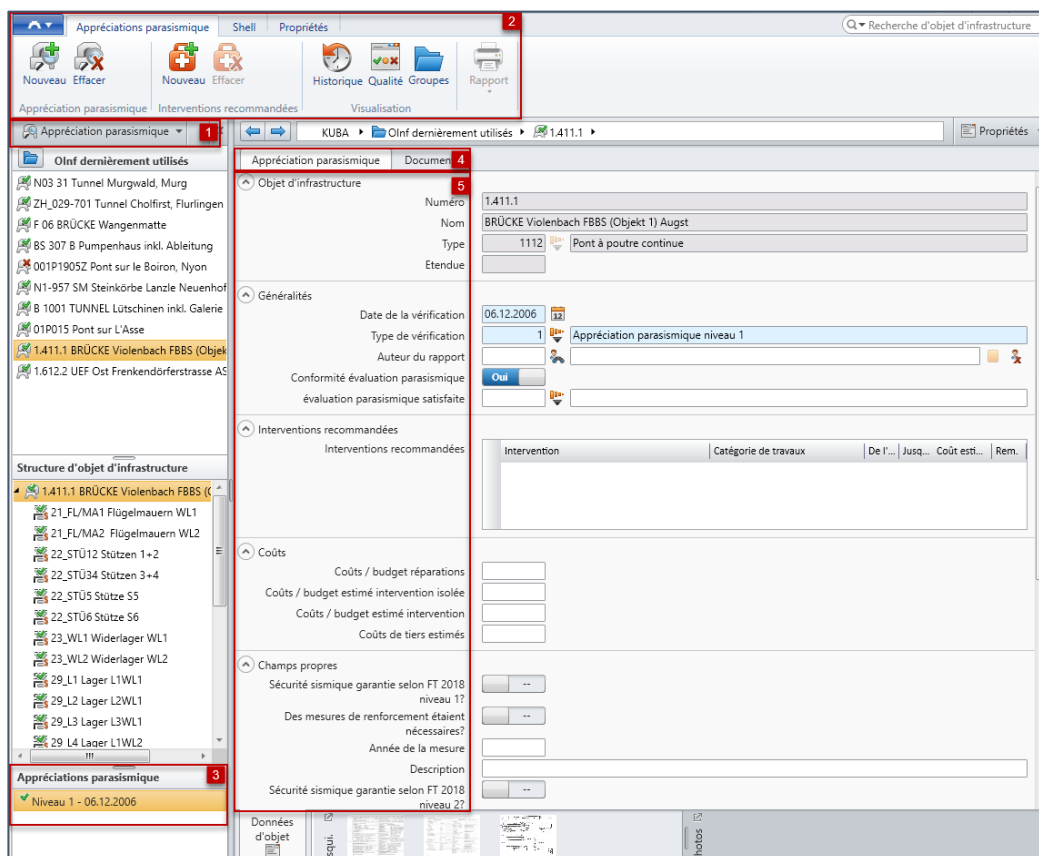 Appréciations parasismique Shell Propriétés 2
Recherche d'objet d'infrastructure
Nouveau Effacer Nouveau Effacer Historique Qualité Groupes Rapport
Appréciation parasismique Interventions recommandées Visualisation
Appréciation parasismique 1
KUBA OInf dernièrement utilisés 1.411.1
Propriétés
OInf dernièrement utilisés
N03 31 Tunnel Murgwald, Murg
ZH_029-701 Tunnel Cholfirst, Flurlingen
F 06 BRÜCKE Wangenmatte
BS 307 B Pumpenhaus inkl. Ableitung
001P1905Z Pont sur le Boiron, Nyon
N1-957 SM Steinkörbe Lanzle Neuenhof
B 1001 TUNNEL Lütschinen inkl. Galerie
01P015 Pont sur L'Asse
1.411.1 BRÜCKE Violenbach FBBS (Objek
1.612.2 UEF Ost Frenkendörferstrasse AS
Structure d'objet d'infrastructure
1.411.1 BRÜCKE Violenbach FBBS (
21_FL/MA1 Flügelmauern WL1
21_FL/MA2 Flügelmauern WL2
22_STÜ12 Stützen 1+2
22_STÜ34 Stützen 3+4
22_STÜ5 Stütze S5
22_STÜ6 Stütze S6
23_WL1 Widerlager WL1
23_WL2 Widerlager WL2
29_L1 Lager L1WL1
29_L2 Lager L2WL1
29_L3 Lager L3WL1
29 L4 Lager L1WL2
Appréciations parasismique 3
Niveau 1 - 06.12.2006
Appréciation parasismique Documen 4
Objet d'infrastructure 5
Numéro 1.411.1
Nom BRÜCKE Violenbach FBBS (Objekt 1) Augst
Type 1112 Pont à poutre continue
Etendue
Généralités
Date de la vérification 06.12.2006 12
Type de vérification 1 Appréciation parasismique niveau 1
Auteur du rapport
Conformité évaluation parasismique Oui
évaluation parasismique satisfaite
Interventions recommandées
Interventions recommandées
Intervention Catégorie de travaux De l'... Jusq... Coût esti... Rem.
Coûts
Coûts / budget réparations
Coûts / budget estimé intervention isolée
Coûts / budget estimé intervention
Coûts de tiers estimés
Champs propres
Sécurité sismique garantie selon FT 2018
niveau 1? --
Des mesures de renforcement étaient
nécessaires? --
Année de la mesure
Description
Sécurité sismique garantie selon FT 2018
niveau 2? --
Données
d'objet
squi.
hotos